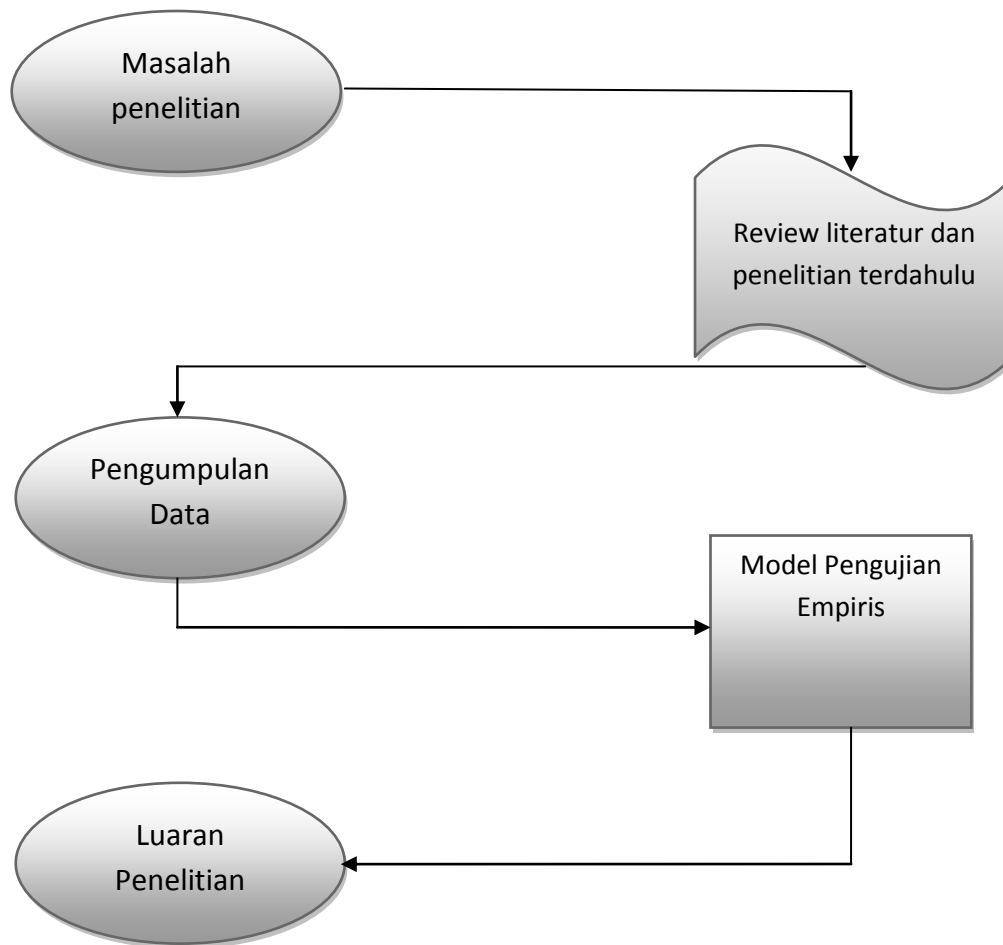 Masalah
penelitian
Review literatur dan
penelitian terdahulu
Pengumpulan
Data
Model Pengujian
Empiris
Luaran
Penelitian